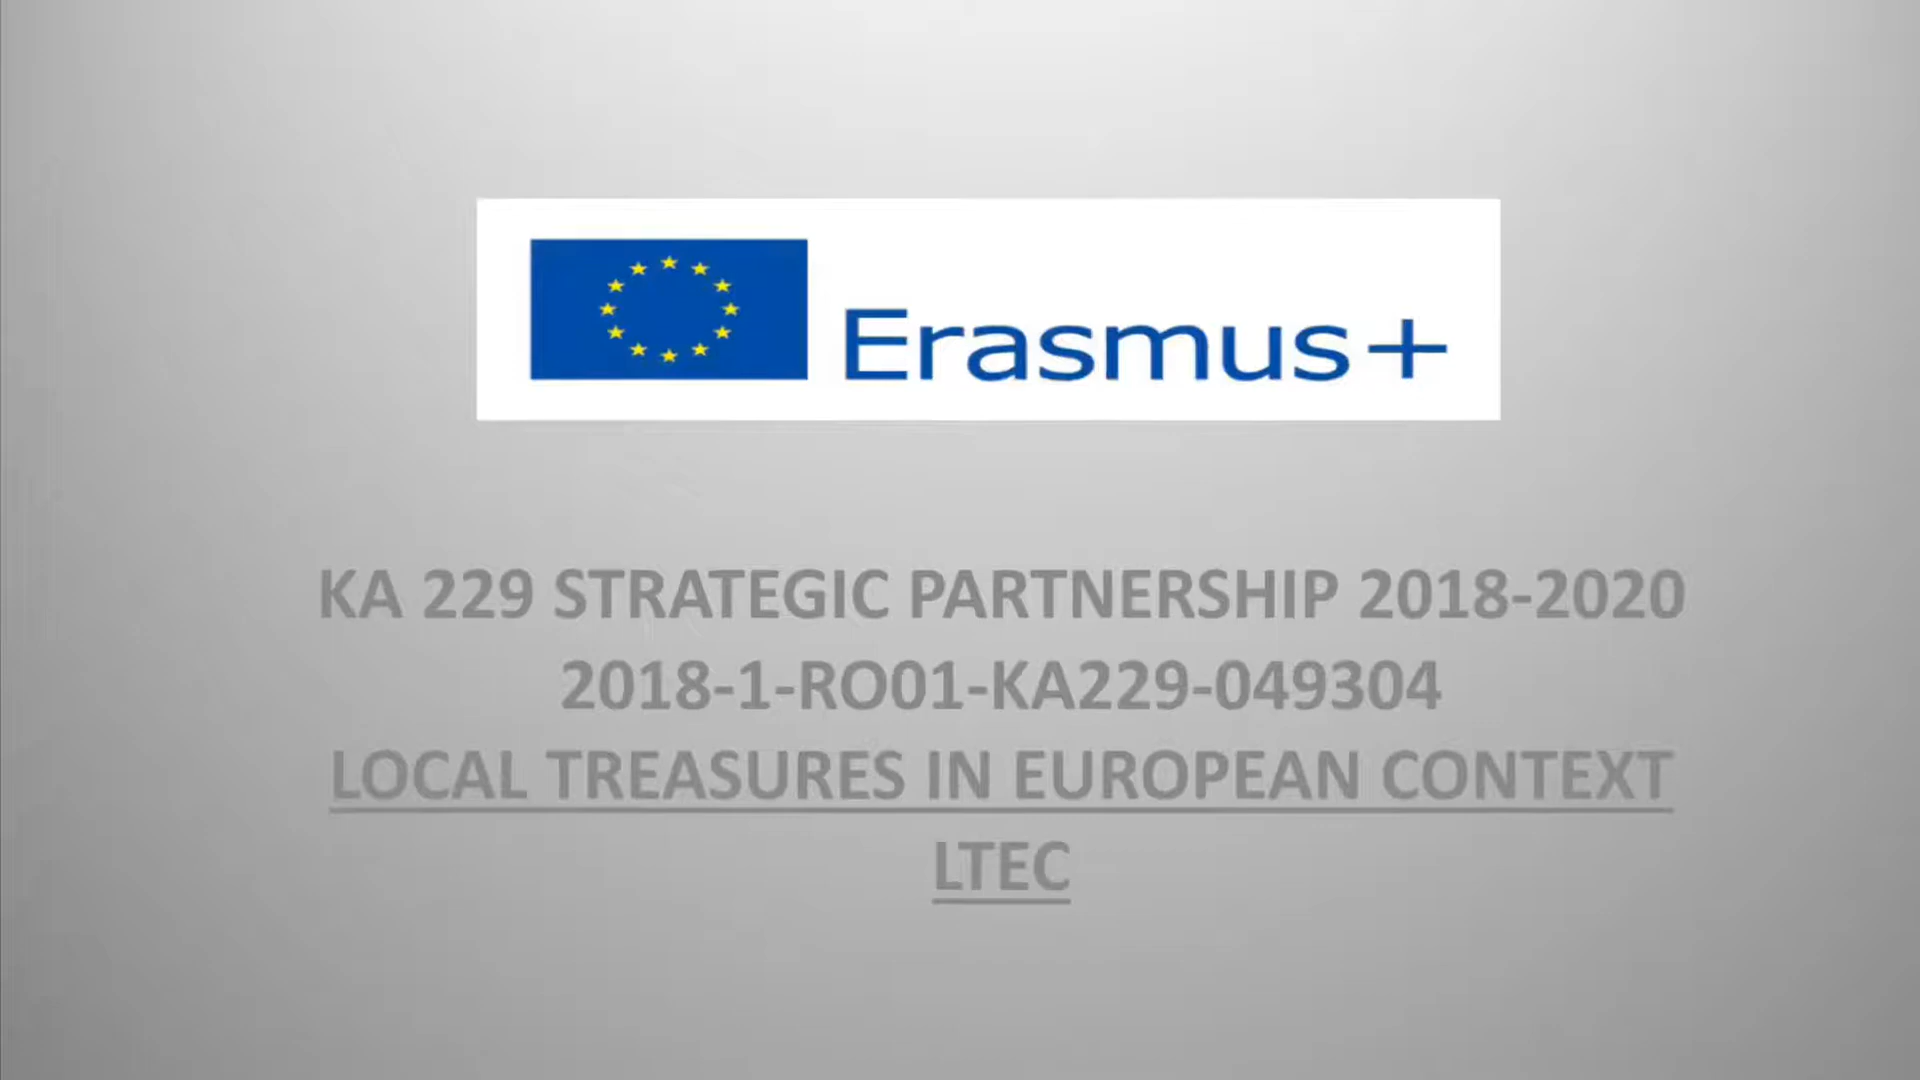 Erasmus+
KA 229 STRATEGIC PARTNERSHIP 2018-2020
2018-1-RO01-KA229-049304
LOCAL TREASURES IN EUROPEAN CONTEXT
LTEC